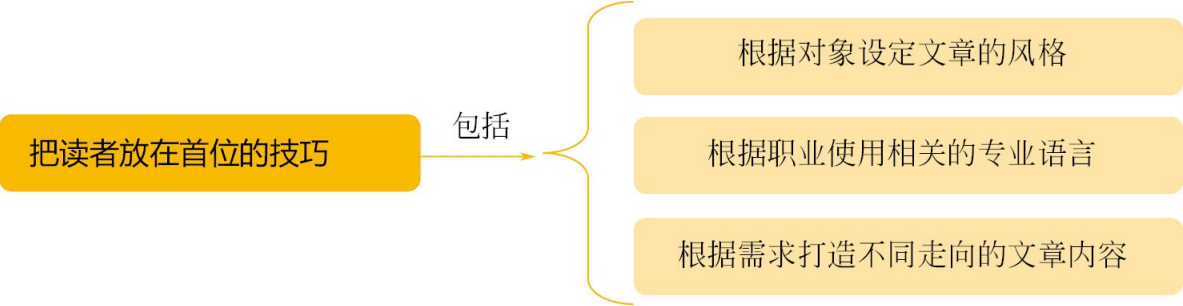 把读者放在首位的技巧
包括
根据对象设定文章的风格
根据职业使用相关的专业语言
根据需求打造不同走向的文章内容